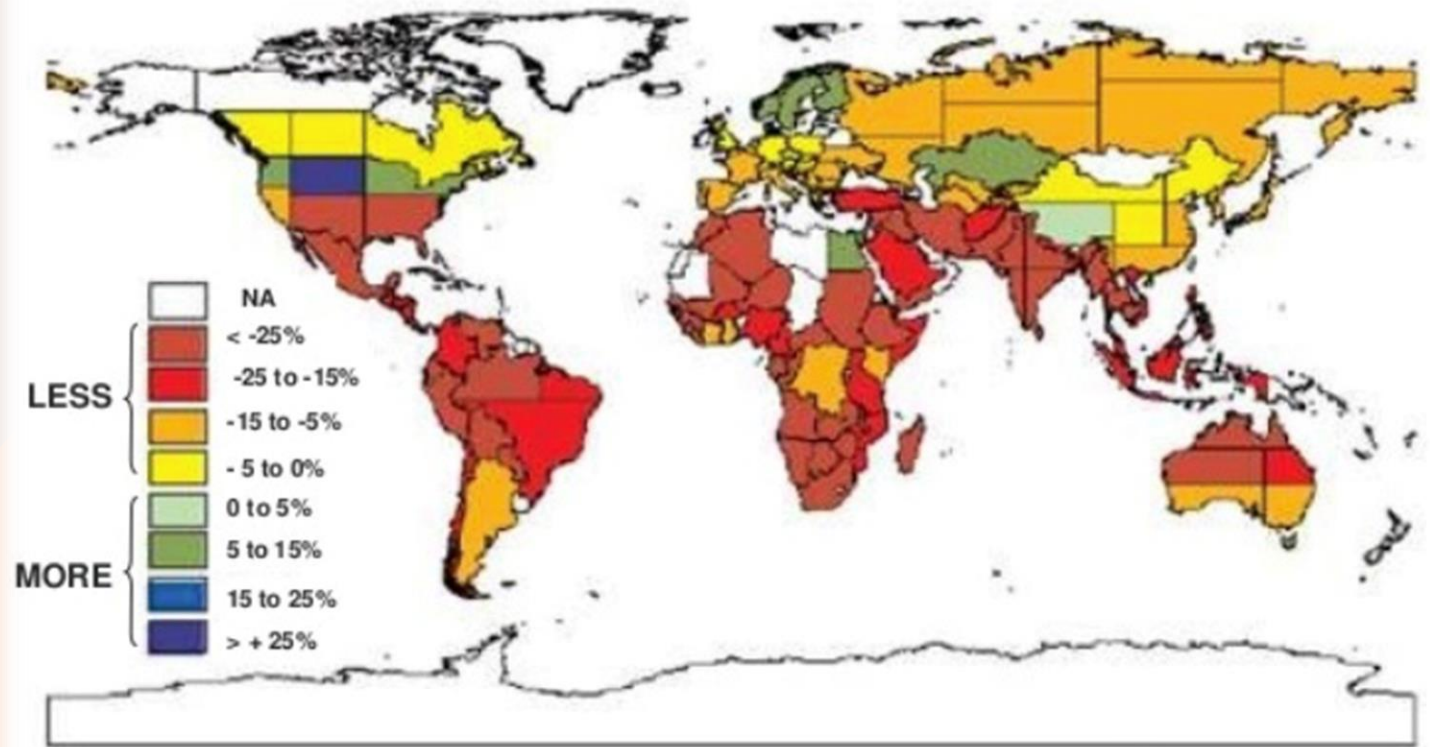 NA
< -25%
-25 to -15%
LESS
-15 to -5%
- 5 to 0%
0 to 5%
5 to 15%
MORE
15 to 25%
> + 25%